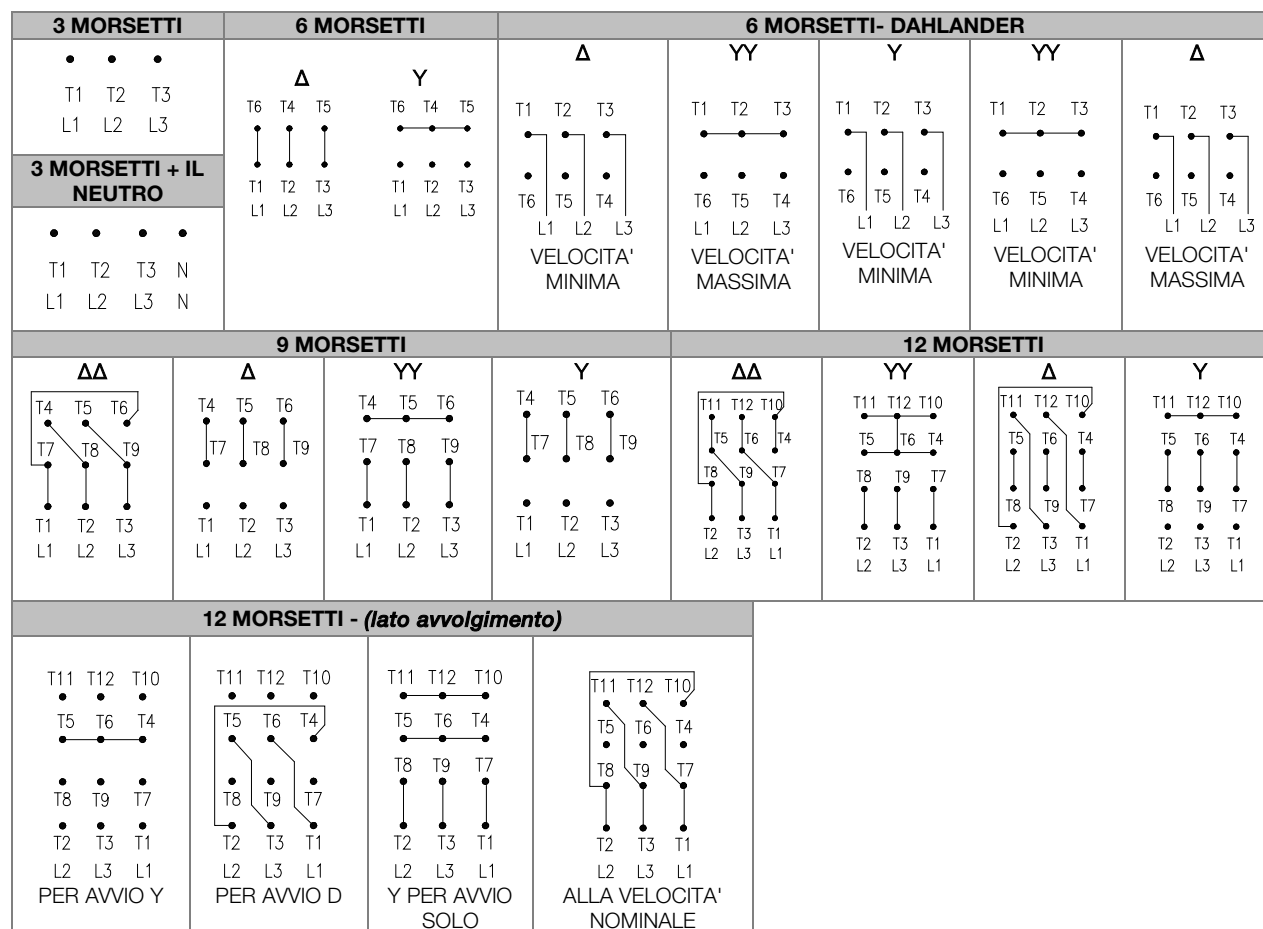 3 MORSETTI
T1 T2 T3
L1 L2 L3
3 MORSETTI + IL
NEUTRO
T1 T2 T3 N
L1 L2 L3 N
6 MORSETTI
Δ
T6 T4 T5
T1 T2 T3
L1 L2 L3
Y
T6 T4 T5
T1 T2 T3
L1 L2 L3
6 MORSETTI- DAHLANDER
Δ
T1 T2 T3
T6 T5 T4
L1 L2 L3
VELOCITA'
MINIMA
YY
T1 T2 T3
T6 T5 T4
L1 L2 L3
VELOCITA'
MASSIMA
Y
T1 T2 T3
T6 T5 T4
L1 L2 L3
VELOCITA'
MINIMA
YY
T1 T2 T3
T6 T5 T4
L1 L2 L3
VELOCITA'
MINIMA
Δ
T1 T2 T3
T6 T5 T4
L1 L2 L3
VELOCITA'
MASSIMA
9 MORSETTI
ΔΔ
T4 T5 T6
T7 T8 T9
T1 T2 T3
L1 L2 L3
Δ
T4 T5 T6
T7 T8 T9
T1 T2 T3
L1 L2 L3
YY
T4 T5 T6
T7 T8 T9
T1 T2 T3
L1 L2 L3
Y
T4 T5 T6
T7 T8 T9
T1 T2 T3
L1 L2 L3
12 MORSETTI
ΔΔ
T11 T12 T10
T5 T6 T4
T8 T9 T7
T2 T3 T1
L2 L3 L1
YY
T11 T12 T10
T5 T6 T4
T8 T9 T7
T2 T3 T1
L2 L3 L1
Δ
T11 T12 T10
T5 T6 T4
T8 T9 T7
T2 T3 T1
L2 L3 L1
Y
T11 T12 T10
T5 T6 T4
T8 T9 T7
T2 T3 T1
L2 L3 L1
12 MORSETTI - (lato avvolgimento)
T11 T12 T10
T5 T6 T4
T8 T9 T7
T2 T3 T1
L2 L3 L1
PER AVVIO Y
T11 T12 T10
T5 T6 T4
T8 T9 T7
T2 T3 T1
L2 L3 L1
PER AVVIO D
T11 T12 T10
T5 T6 T4
T8 T9 T7
T2 T3 T1
L2 L3 L1
Y PER AVVIO
SOLO
T11 T12 T10
T5 T6 T4
T8 T9 T7
T2 T3 T1
L2 L3 L1
ALLA VELOCITA'
NOMINALE